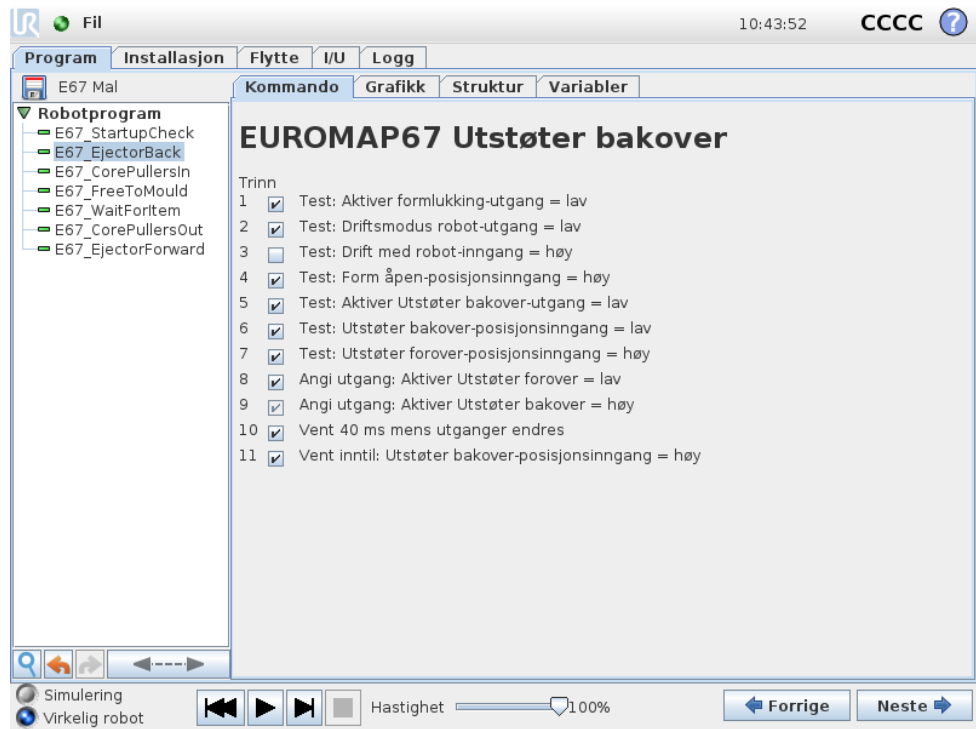 UR Fil 10:43:52 CCCC ?
Program Installasjon Flytte I/U Logg
E67 Mal
Kommando Grafikk Struktur Variabler
Robotprogram
E67_StartupCheck
E67_EjectorBack
E67_CorePullersIn
E67_FreeToMould
E67_WaitForItem
E67_CorePullersOut
E67_EjectorForward
EUROMAP67 Utstøter bakover
Trinn
1 Test: Aktiver formlukking-utgang = lav
2 Test: Driftsmodus robot-utgang = lav
3 Test: Drift med robot-inngang = høy
4 Test: Form åpen-posisjonsinngang = høy
5 Test: Aktiver Utstøter bakover-utgang = lav
6 Test: Utstøter bakover-posisjonsinngang = lav
7 Test: Utstøter forover-posisjonsinngang = høy
8 Angi utgang: Aktiver Utstøter forover = lav
9 Angi utgang: Aktiver Utstøter bakover = høy
10 Vent 40 ms mens utganger endres
11 Vent inntil: Utstøter bakover-posisjonsinngang = høy
Simulering
Virkelig robot
Hastighet 100%
Forrige Neste